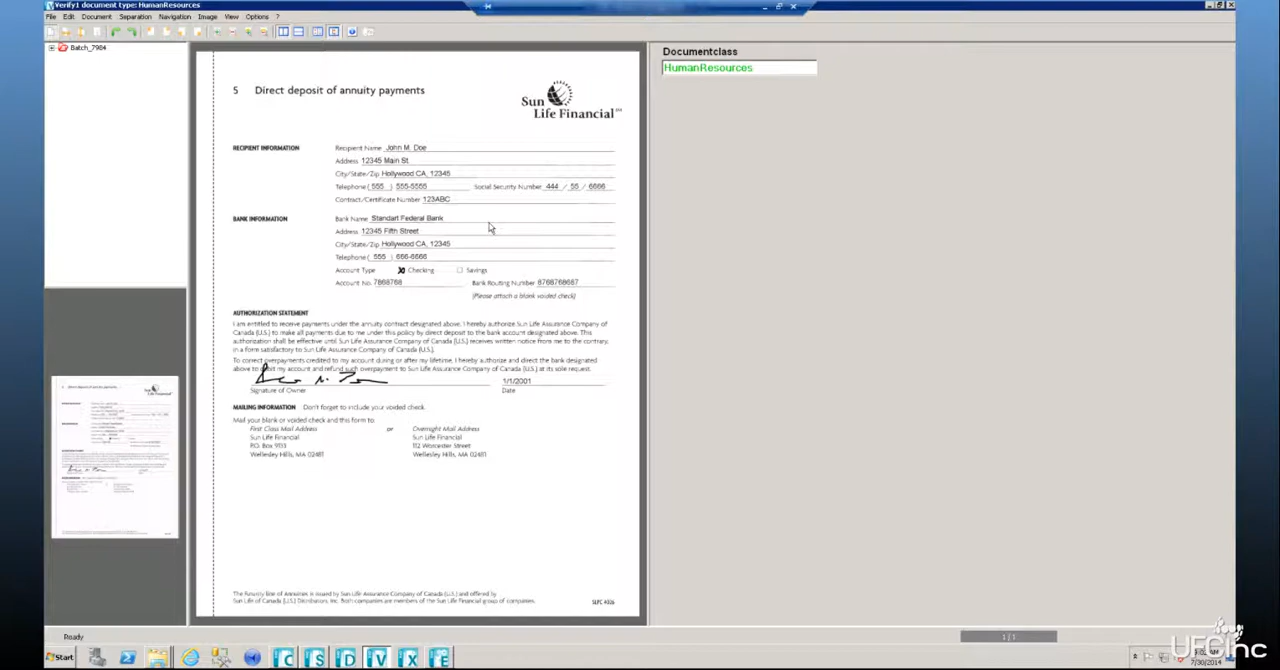 Verify1 document type: HumanResources
File Edit Document Separation Navigation Image View Options ?
Batch_7984
Documentclass
HumanResources
5 Direct deposit of annuity payments
Sun
Life Financial
RECIPIENT INFORMATION
Recipient Name John M. Doe
Address 12345 Main St
City/State/Zip Hollywood CA, 12345
Telephone ( 555 ) 555-5555 Social Security Number 444 / 55 / 6666
Contract/Certificate Number 123ABC
BANK INFORMATION
Bank Name Standart Federal Bank
Address 12345 Fifth Street
City/State/Zip Hollywood CA, 12345
Telephone ( 555 ) 666-6666
Account Type Checking Savings
Account No. 7868768 Bank Routing Number 8768768687
(Please attach a blank voided check)
AUTHORIZATION STATEMENT
I am entitled to receive payments under the annuity contract designated above. I hereby authorize Sun Life Assurance Company of
Canada (U.S.) to make all payments due to me under this policy by direct deposit to the bank account designated above. This
authorization shall be effective until Sun Life Assurance Company of Canada (U.S.) receives written notice from me to the contrary,
in a form satisfactory to Sun Life Assurance Company of Canada (U.S.).
To correct overpayments credited to my account during or after my lifetime, I hereby authorize and direct the bank designated
above to debit my account and refund such overpayment to Sun Life Assurance Company of Canada (U.S.) at its sole request.
1/1/2001
Signature of Owner Date
MAILING INFORMATION Don't forget to include your voided check.
Mail your blank or voided check and this form to:
First Class Mail Address or Overnight Mail Address
Sun Life Financial Sun Life Financial
P.O. Box 9133 112 Worcester Street
Wellesley Hills, MA 02481 Wellesley Hills, MA 02481
The Futurity line of Annuities is issued by Sun Life Assurance Company of Canada (U.S.) and offered by
Sun Life of Canada (U.S.) Distributors, Inc. Both companies are members of the Sun Life Financial group of companies.
Ready
1/1
Start
C S D V X E
7/30/2014
UFCinc